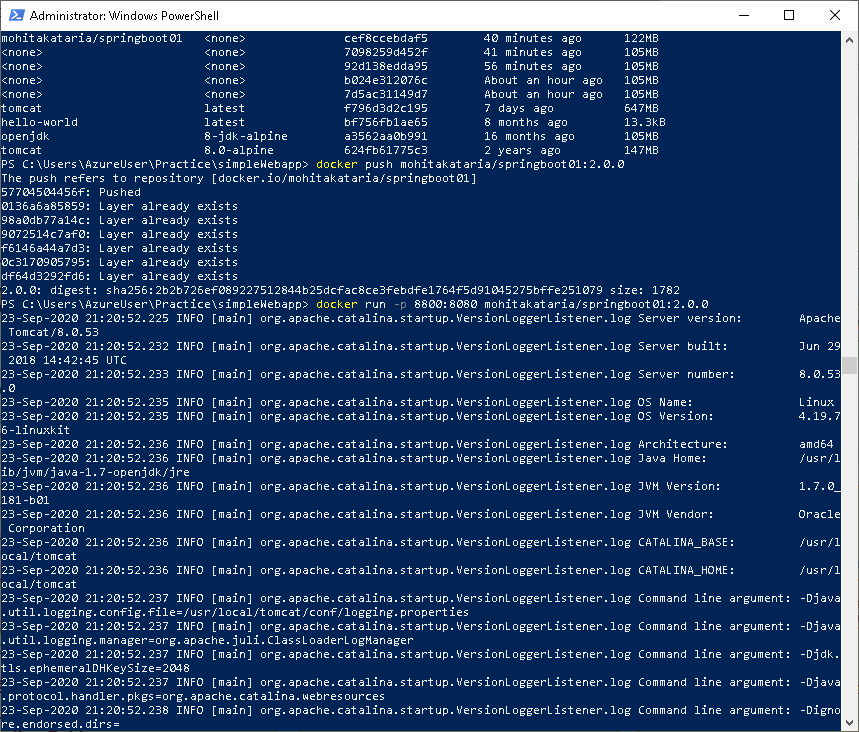 Administrator: Windows PowerShell
mohitakataria/springboot01   <none>              cef8ccebdaf5        40 minutes ago      122MB
<none>                       <none>              7098259d452f        41 minutes ago      105MB
<none>                       <none>              92d138edda95        56 minutes ago      105MB
<none>                       <none>              b024e312076c        About an hour ago   105MB
<none>                       <none>              7d5ac31149d7        About an hour ago   105MB
tomcat                       latest              f796d3d2c195        7 days ago          647MB
hello-world                  latest              bf756fb1ae65        8 months ago        13.3kB
openjdk                      8-jdk-alpine        a3562aa0b991        16 months ago       105MB
tomcat                       8.0-alpine          624fb61775c3        2 years ago         147MB
PS C:\Users\AzureUser\Practice\simpleWebapp> docker push mohitakataria/springboot01:2.0.0
The push refers to repository [docker.io/mohitakataria/springboot01]
57704504456f: Pushed
0136a6a85859: Layer already exists
98a0db77a14c: Layer already exists
9072514c7af0: Layer already exists
f6146a44a7d3: Layer already exists
0c3170905795: Layer already exists
df64d3292fd6: Layer already exists
2.0.0: digest: sha256:2b2b726ef089227512844b25dcfac8ce3febdfe1764f5d91045275bffe251079 size: 1782
PS C:\Users\AzureUser\Practice\simpleWebapp> docker run -p 8800:8080 mohitakataria/springboot01:2.0.0
23-Sep-2020 21:20:52.225 INFO [main] org.apache.catalina.startup.VersionLoggerListener.log Server version:        Apache
 Tomcat/8.0.53
23-Sep-2020 21:20:52.232 INFO [main] org.apache.catalina.startup.VersionLoggerListener.log Server built:          Jun 29
 2018 14:42:45 UTC
23-Sep-2020 21:20:52.233 INFO [main] org.apache.catalina.startup.VersionLoggerListener.log Server number:         8.0.53
.0
23-Sep-2020 21:20:52.235 INFO [main] org.apache.catalina.startup.VersionLoggerListener.log OS Name:               Linux
23-Sep-2020 21:20:52.235 INFO [main] org.apache.catalina.startup.VersionLoggerListener.log OS Version:            4.19.7
6-linuxkit
23-Sep-2020 21:20:52.236 INFO [main] org.apache.catalina.startup.VersionLoggerListener.log Architecture:          amd64
23-Sep-2020 21:20:52.236 INFO [main] org.apache.catalina.startup.VersionLoggerListener.log Java Home:             /usr/l
ib/jvm/java-1.7-openjdk/jre
23-Sep-2020 21:20:52.236 INFO [main] org.apache.catalina.startup.VersionLoggerListener.log JVM Version:           1.7.0_
181-b01
23-Sep-2020 21:20:52.236 INFO [main] org.apache.catalina.startup.VersionLoggerListener.log JVM Vendor:            Oracle
 Corporation
23-Sep-2020 21:20:52.236 INFO [main] org.apache.catalina.startup.VersionLoggerListener.log CATALINA_BASE:         /usr/l
ocal/tomcat
23-Sep-2020 21:20:52.236 INFO [main] org.apache.catalina.startup.VersionLoggerListener.log CATALINA_HOME:         /usr/l
ocal/tomcat
23-Sep-2020 21:20:52.237 INFO [main] org.apache.catalina.startup.VersionLoggerListener.log Command line argument: -Djava
.util.logging.config.file=/usr/local/tomcat/conf/logging.properties
23-Sep-2020 21:20:52.237 INFO [main] org.apache.catalina.startup.VersionLoggerListener.log Command line argument: -Djava
.util.logging.manager=org.apache.juli.ClassLoaderLogManager
23-Sep-2020 21:20:52.237 INFO [main] org.apache.catalina.startup.VersionLoggerListener.log Command line argument: -Djdk.
tls.ephemeralDHKeySize=2048
23-Sep-2020 21:20:52.237 INFO [main] org.apache.catalina.startup.VersionLoggerListener.log Command line argument: -Djava
.protocol.handler.pkgs=org.apache.catalina.webresources
23-Sep-2020 21:20:52.238 INFO [main] org.apache.catalina.startup.VersionLoggerListener.log Command line argument: -Digno
re.endorsed.dirs=